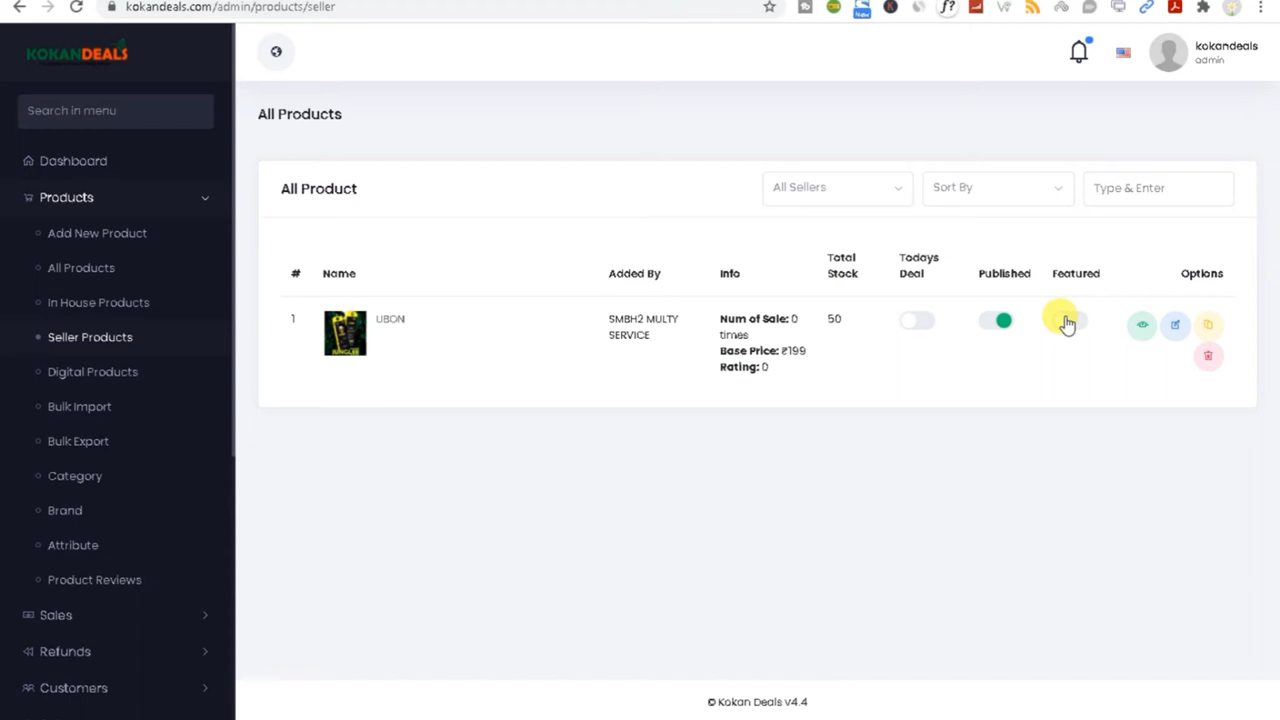 kokandeals.com/admin/products/seller
KOKANDEALS
kokandeals
admin
Search in menu
Dashboard
Products
Add New Product
All Products
In House Products
Seller Products
Digital Products
Bulk Import
Bulk Export
Category
Brand
Attribute
Product Reviews
Sales
Refunds
Customers
All Products
All Product
All Sellers
Sort By
Type & Enter
# Name Added By Info Total Stock Todays Deal Published Featured Options
1 UBON SMBH2 MULTY SERVICE
Num of Sale: 0 times
Base Price: ₹199
Rating: 0
50
© Kokan Deals v4.4